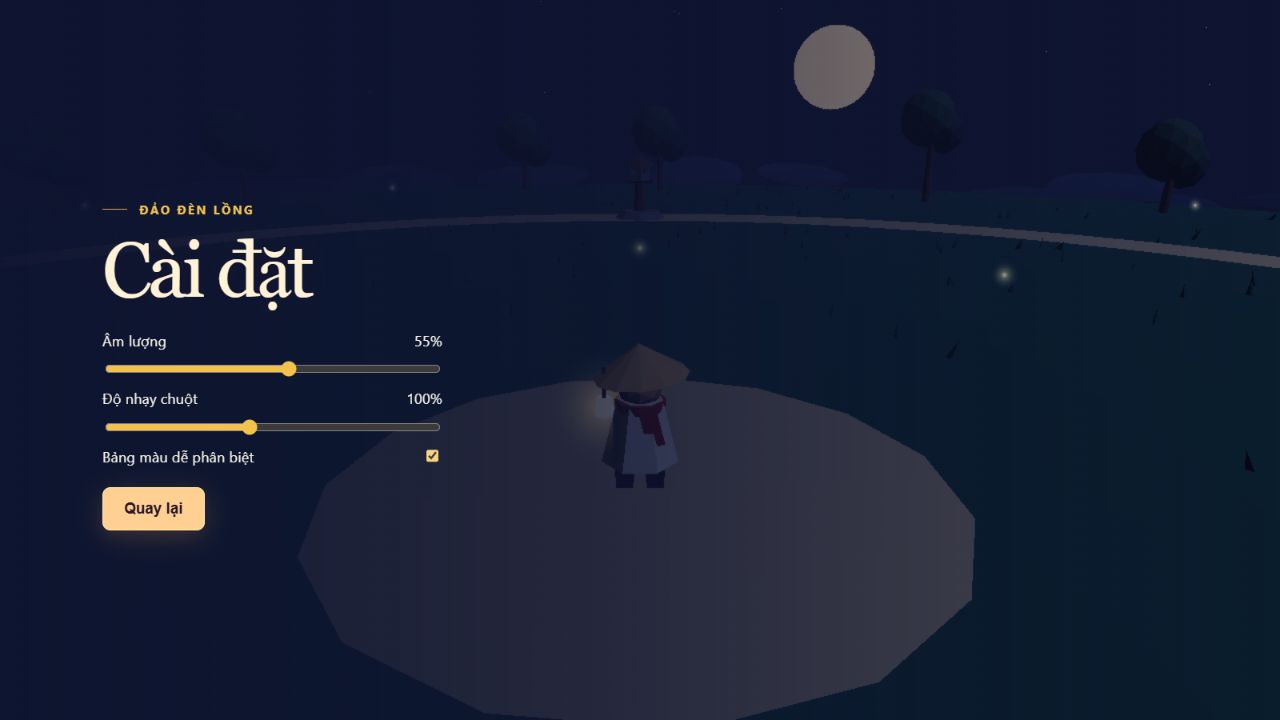 ĐẢO ĐÈN LỒNG
Cài đặt
Âm lượng 55%
Độ nhạy chuột 100%
Bảng màu dễ phân biệt
Quay lại